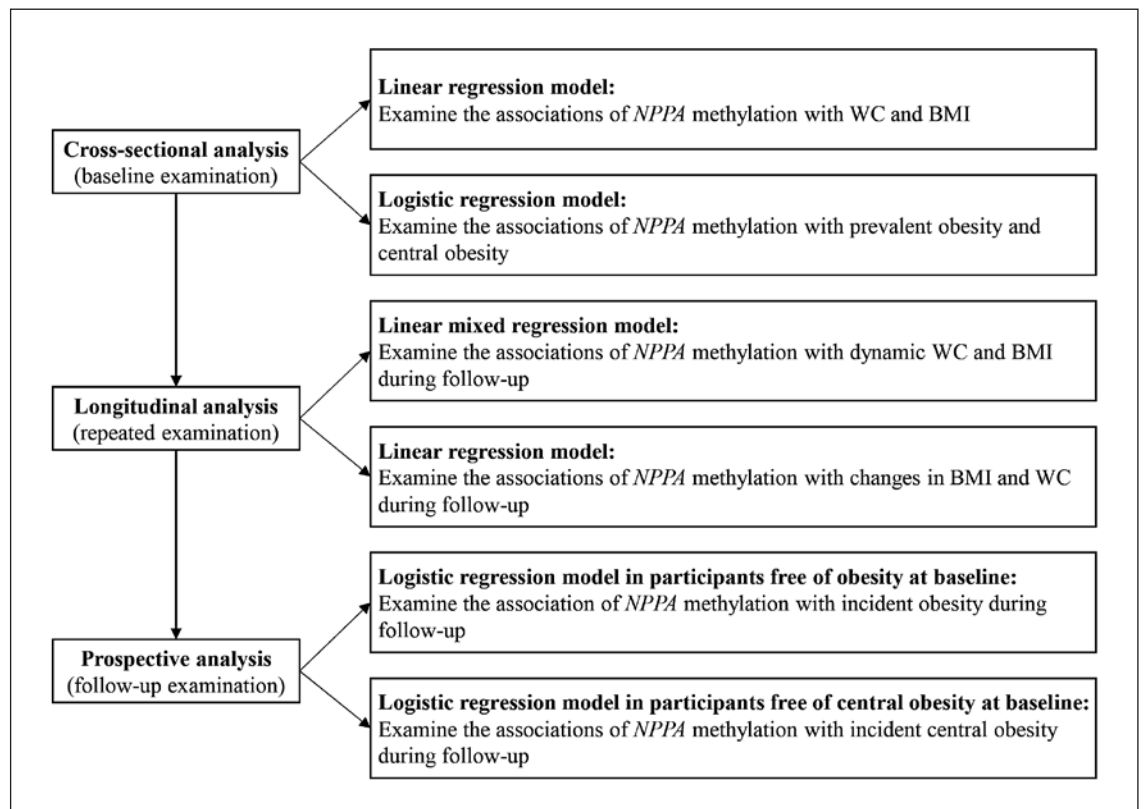 Cross-sectional analysis
(baseline examination)
Linear regression model:
Examine the associations of NPPA methylation with WC and BMI
Logistic regression model:
Examine the associations of NPPA methylation with prevalent obesity and
central obesity
Longitudinal analysis
(repeated examination)
Linear mixed regression model:
Examine the associations of NPPA methylation with dynamic WC and BMI
during follow-up
Linear regression model:
Examine the associations of NPPA methylation with changes in BMI and WC
during follow-up
Prospective analysis
(follow-up examination)
Logistic regression model in participants free of obesity at baseline:
Examine the association of NPPA methylation with incident obesity during
follow-up
Logistic regression model in participants free of central obesity at baseline:
Examine the associations of NPPA methylation with incident central obesity
during follow-up